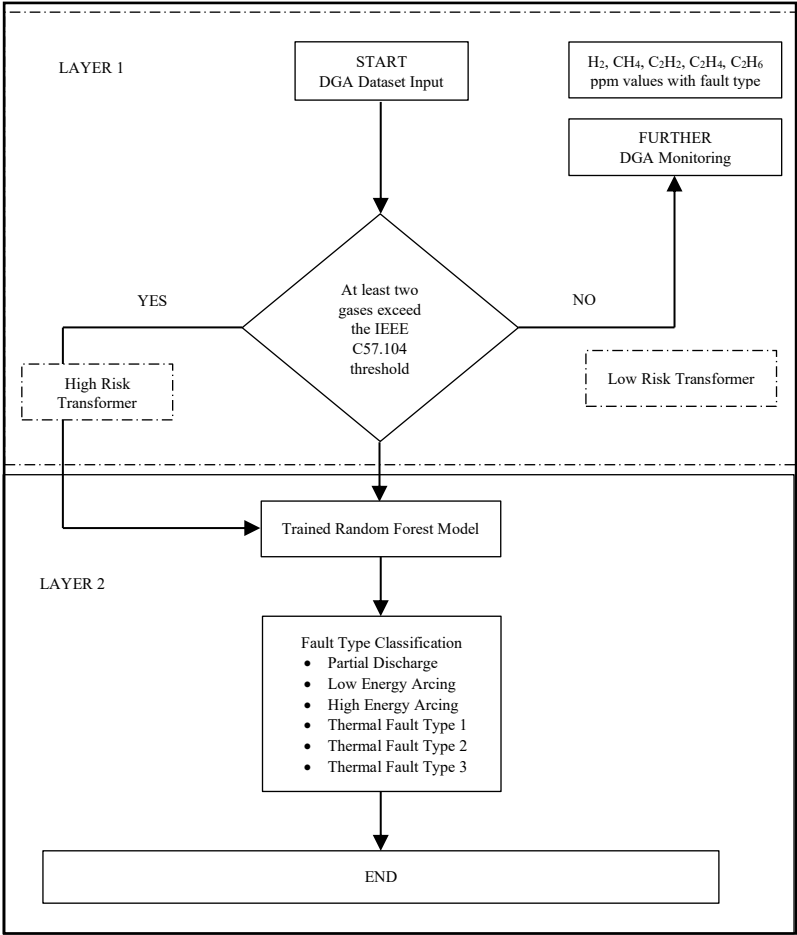 LAYER 1
START
DGA Dataset Input
H₂, CH₄, C₂H₂, C₂H₄, C₂H₆
ppm values with fault type
FURTHER
DGA Monitoring
YES
At least two
gases exceed
the IEEE
C57.104
threshold
NO
High Risk
Transformer
Low Risk Transformer
Trained Random Forest Model
LAYER 2
Fault Type Classification
• Partial Discharge
• Low Energy Arcing
• High Energy Arcing
• Thermal Fault Type 1
• Thermal Fault Type 2
• Thermal Fault Type 3
END